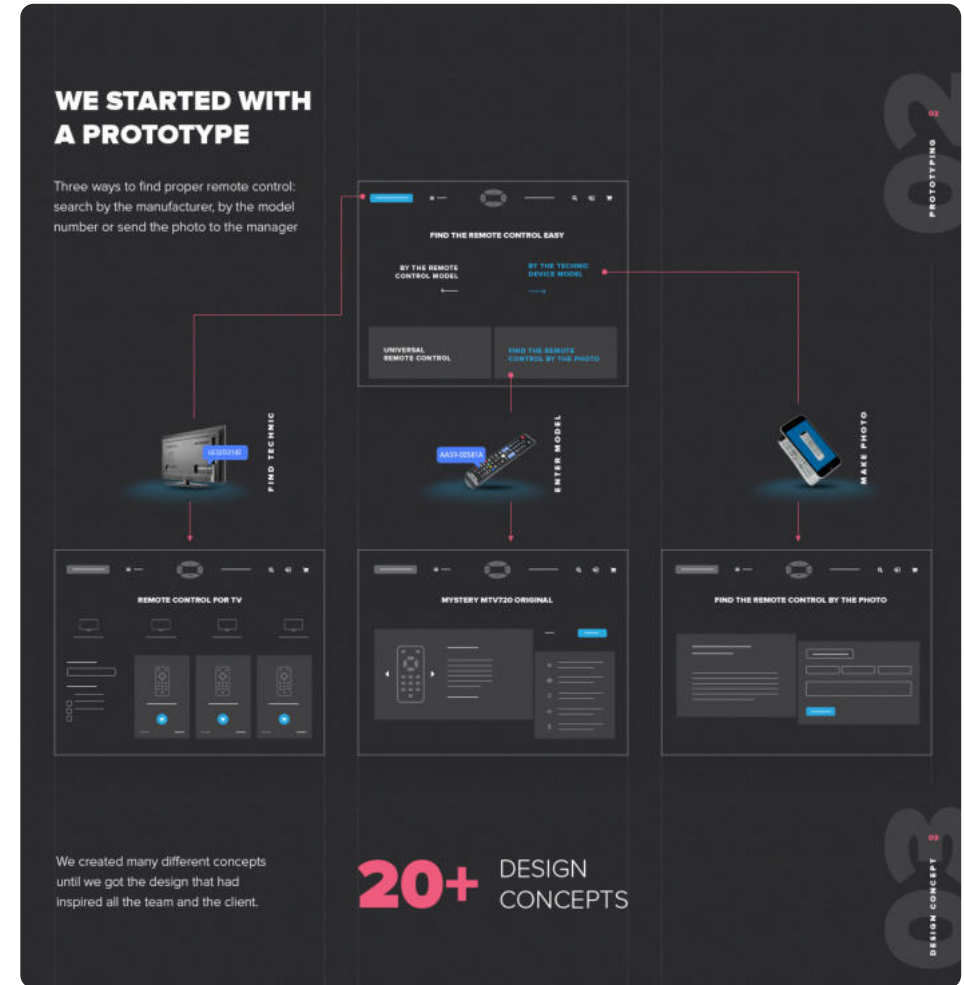 WE STARTED WITH
A PROTOTYPE
Three ways to find proper remote control:
search by the manufacturer, by the model
number or send the photo to the manager
02
PROTOTYPING
02
FIND THE REMOTE CONTROL EASY
BY THE REMOTE
CONTROL MODEL
BY THE TECHNIC
DEVICE MODEL
UNIVERSAL
REMOTE CONTROL
FIND THE REMOTE
CONTROL BY THE PHOTO
FIND TECHNIC
AA59-00581A
ENTER MODEL
MAKE PHOTO
REMOTE CONTROL FOR TV
MYSTERY MTV720 ORIGINAL
FIND THE REMOTE CONTROL BY THE PHOTO
We created many different concepts
until we got the design that had
inspired all the team and the client.
20+
DESIGN
CONCEPTS
03
DESIGN CONCEPT
03